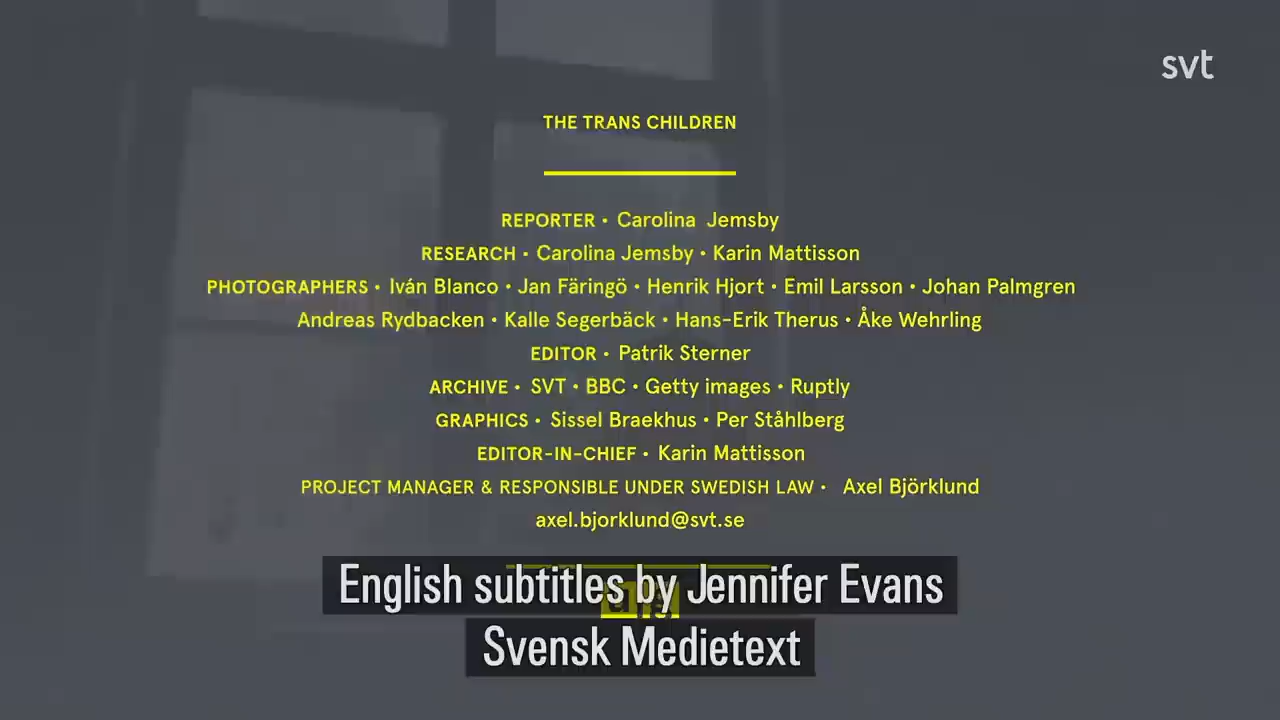 svt
THE TRANS CHILDREN
REPORTER • Carolina Jemsby
RESEARCH • Carolina Jemsby • Karin Mattisson
PHOTOGRAPHERS • Iván Blanco • Jan Färingö • Henrik Hjort • Emil Larsson • Johan Palmgren
Andreas Rydbacken • Kalle Segerbäck • Hans-Erik Therus • Åke Wehrling
EDITOR • Patrik Sterner
ARCHIVE • SVT • BBC • Getty images • Ruptly
GRAPHICS • Sissel Braekhus • Per Ståhlberg
EDITOR-IN-CHIEF • Karin Mattisson
PROJECT MANAGER & RESPONSIBLE UNDER SWEDISH LAW • Axel Björklund
axel.bjorklund@svt.se
English subtitles by Jennifer Evans
Svensk Medietext